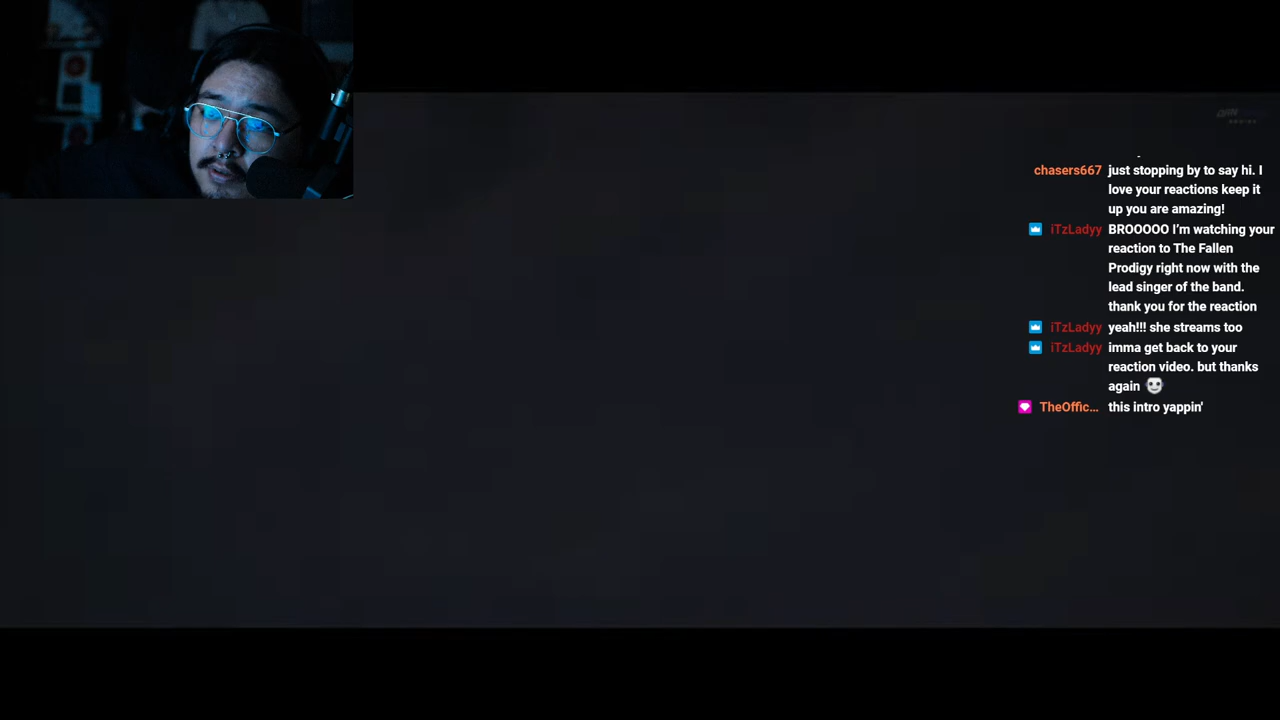 chasers667 just stopping by to say hi. I
love your reactions keep it
up you are amazing!
iTzLadyy BROOOOO I'm watching your
reaction to The Fallen
Prodigy right now with the
lead singer of the band.
thank you for the reaction
iTzLadyy yeah!!! she streams too
iTzLadyy imma get back to your
reaction video. but thanks
again
TheOffic... this intro yappin'